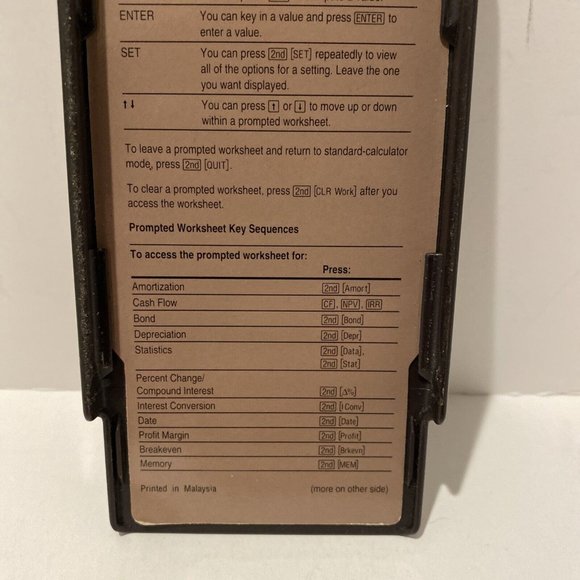 ENTER You can key in a value and press [ENTER] to
enter a value.
SET You can press [2nd] [SET] repeatedly to view
all of the options for a setting. Leave the one
you want displayed.
↑↓ You can press [↑] or [↓] to move up or down
within a prompted worksheet.
To leave a prompted worksheet and return to standard-calculator
mode, press [2nd] [QUIT].
To clear a prompted worksheet, press [2nd] [CLR Work] after you
access the worksheet.
Prompted Worksheet Key Sequences
To access the prompted worksheet for:
Press:
Amortization [2nd] [Amort]
Cash Flow [CF], [NPV], [IRR]
Bond [2nd] [Bond]
Depreciation [2nd] [Depr]
Statistics [2nd] [Data],
[2nd] [Stat]
Percent Change/
Compound Interest [2nd] [Δ%]
Interest Conversion [2nd] [I Conv]
Date [2nd] [Date]
Profit Margin [2nd] [Profit]
Breakeven [2nd] [Brkevn]
Memory [2nd] [MEM]
Printed in Malaysia (more on other side)